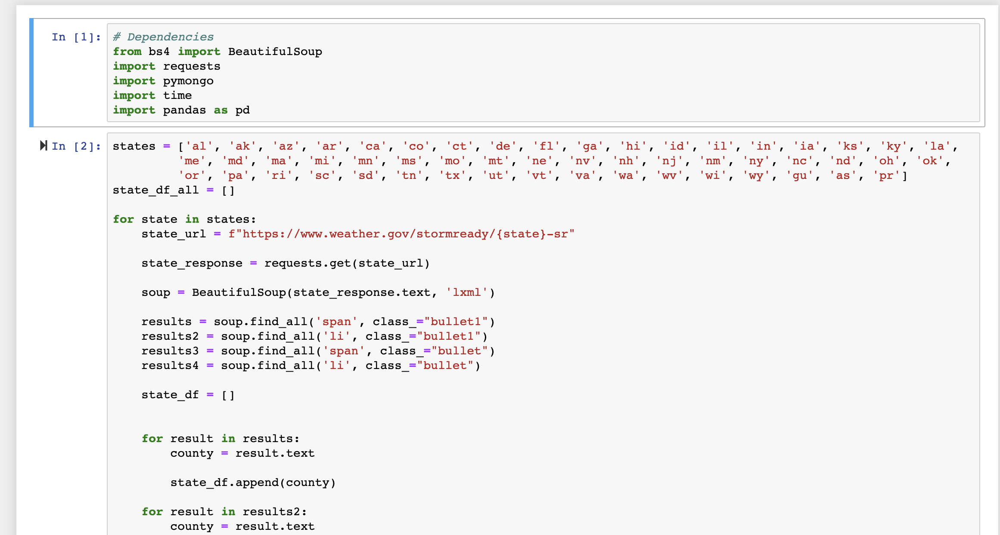 In [1]:
# Dependencies
from bs4 import BeautifulSoup
import requests
import pymongo
import time
import pandas as pd
In [2]:
states = ['al', 'ak', 'az', 'ar', 'ca', 'co', 'ct', 'de', 'fl', 'ga', 'hi', 'id', 'il', 'in', 'ia', 'ks', 'ky', 'la',
         'me', 'md', 'ma', 'mi', 'mn', 'ms', 'mo', 'mt', 'ne', 'nv', 'nh', 'nj', 'nm', 'ny', 'nc', 'nd', 'oh', 'ok',
         'or', 'pa', 'ri', 'sc', 'sd', 'tn', 'tx', 'ut', 'vt', 'va', 'wa', 'wv', 'wi', 'wy', 'gu', 'as', 'pr']
state_df_all = []
for state in states:
    state_url = f"https://www.weather.gov/stormready/{state}-sr"
    state_response = requests.get(state_url)
    soup = BeautifulSoup(state_response.text, 'lxml')
    results = soup.find_all('span', class_="bullet1")
    results2 = soup.find_all('li', class_="bullet1")
    results3 = soup.find_all('span', class_="bullet")
    results4 = soup.find_all('li', class_="bullet")
    state_df = []
    for result in results:
        county = result.text
        state_df.append(county)
    for result in results2:
        county = result.text